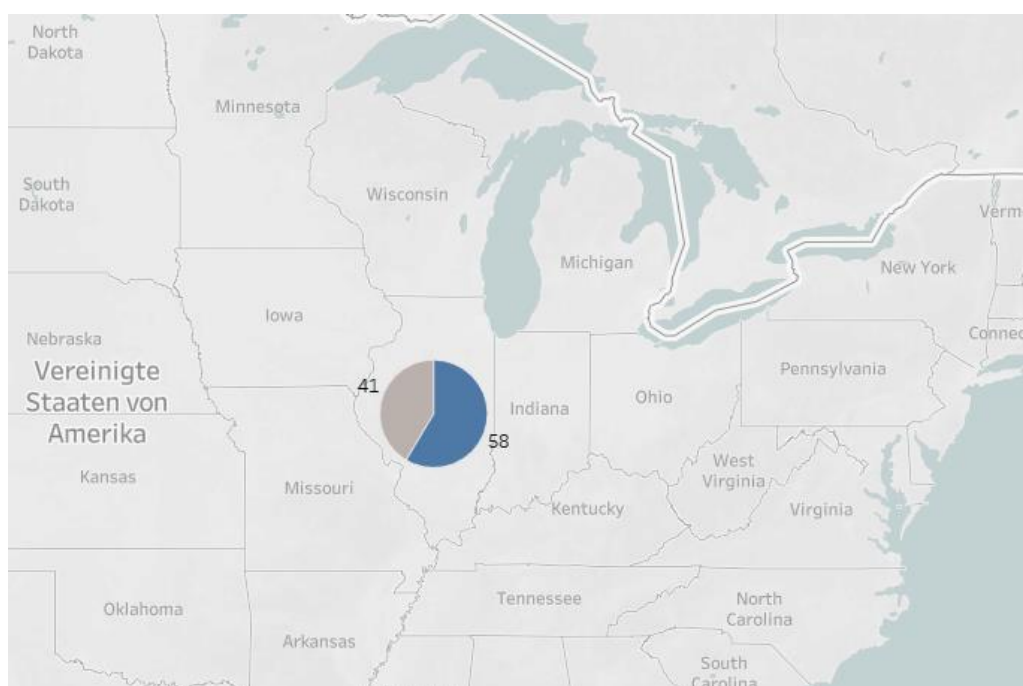 North
Dakota
Minnesota
South
Dakota
Wisconsin
Verm
Michigan
New York
Iowa
Nebraska
Connec
Vereinigte
Staaten von
Amerika
Pennsylvania
41
Indiana
Ohio
58
Kansas
Missouri
West
Virginia
Kentucky
Virginia
Oklahoma
Tennessee
North
Carolina
Arkansas
South
Carolina